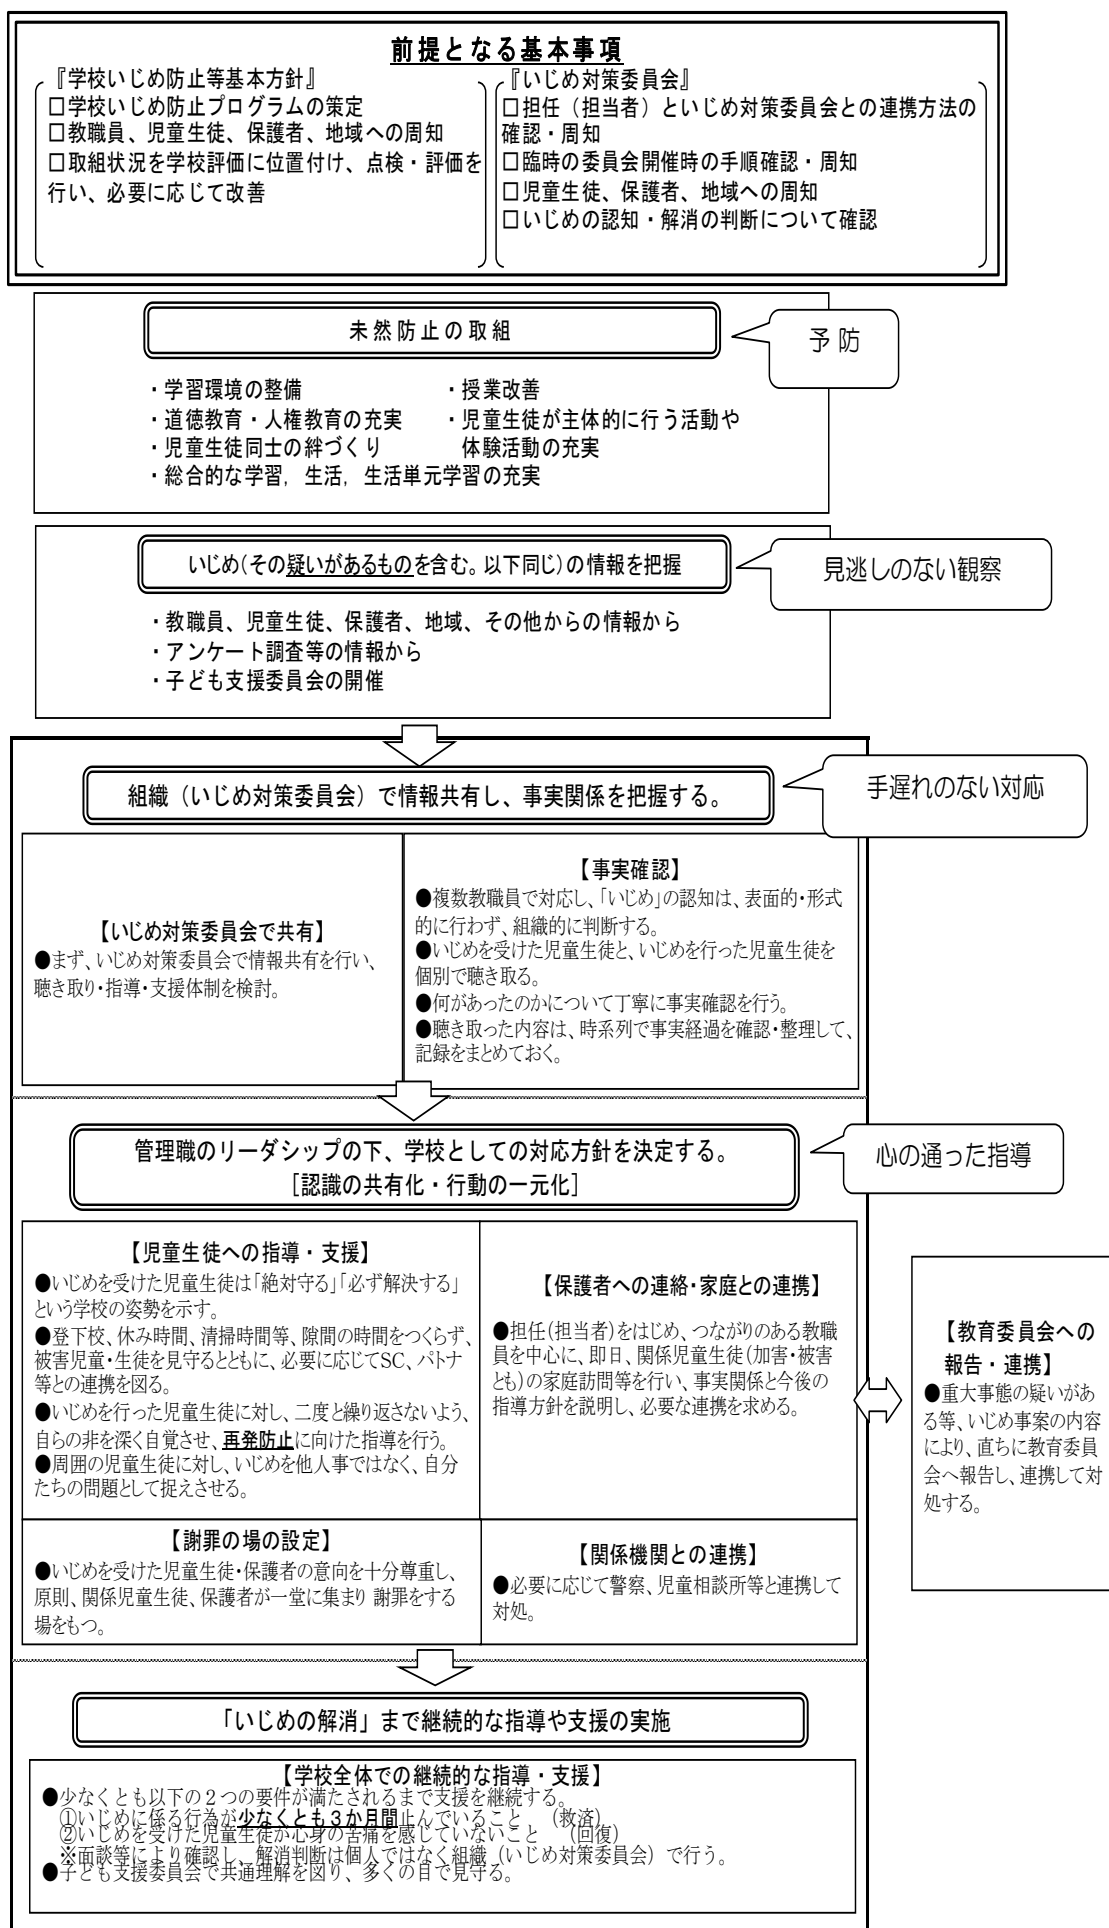 前提となる基本事項
『学校いじめ防止等基本方針』
□学校いじめ防止プログラムの策定
□教職員、児童生徒、保護者、地域への周知
□取組状況を学校評価に位置付け、点検・評価を
行い、必要に応じて改善
『いじめ対策委員会』
□担任（担当者）といじめ対策委員会との連携方法の
確認・周知
□臨時の委員会開催時の手順確認・周知
□児童生徒、保護者、地域への周知
□いじめの認知・解消の判断について確認
未然防止の取組
予防
・学習環境の整備
・道徳教育・人権教育の充実
・児童生徒同士の絆づくり
・授業改善
・児童生徒が主体的に行う活動や
体験活動の充実
・総合的な学習，生活，生活単元学習の充実
いじめ（その疑いがあるものを含む。以下同じ）の情報を把握
見逃しのない観察
・教職員、児童生徒、保護者、地域、その他からの情報から
・アンケート調査等の情報から
・子ども支援委員会の開催
組織（いじめ対策委員会）で情報共有し、事実関係を把握する。
手遅れのない対応
【いじめ対策委員会で共有】
●まず、いじめ対策委員会で情報共有を行い、
聴き取り・指導・支援体制を検討。
【事実確認】
●複数教職員で対応し、「いじめ」の認知は、表面的・形式
的に行わず、組織的に判断する。
●いじめを受けた児童生徒と、いじめを行った児童生徒を
個別で聴き取る。
●何があったのかについて丁寧に事実確認を行う。
●聴き取った内容は、時系列で事実経過を確認・整理して、
記録をまとめておく。
管理職のリーダシップの下、学校としての対応方針を決定する。
［認識の共有化・行動の一元化］
心の通った指導
【児童生徒への指導・支援】
●いじめを受けた児童生徒は「絶対守る」「必ず解決する」
という学校の姿勢を示す。
●登下校、休み時間、清掃時間等、隙間の時間をつくらず、
被害児童・生徒を見守るとともに、必要に応じてSC、パトナ
等との連携を図る。
●いじめを行った児童生徒に対し、二度と繰り返さないよう、
自らの非を深く自覚させ、再発防止に向けた指導を行う。
●周囲の児童生徒に対し、いじめを他人事ではなく、自分
たちの問題として捉えさせる。
【保護者への連絡・家庭との連携】
●担任（担当者）をはじめ、つながりのある教職
員を中心に、即日、関係児童生徒（加害・被害
とも）の家庭訪問等を行い、事実関係と今後の
指導方針を説明し、必要な連携を求める。
【教育委員会への
報告・連携】
●重大事態の疑いがあ
る等、いじめ事案の内容
により、直ちに教育委員
会へ報告し、連携して対
処する。
【謝罪の場の設定】
●いじめを受けた児童生徒・保護者の意向を十分尊重し、
原則、関係児童生徒、保護者が一堂に集まり 謝罪をする
場をもつ。
【関係機関との連携】
●必要に応じて警察、児童相談所等と連携して
対処。
「いじめの解消」まで継続的な指導や支援の実施
【学校全体での継続的な指導・支援】
●少なくとも以下の２つの要件が満たされるまで支援を継続する。
①いじめに係る行為が少なくとも３か月間止んでいること （救済）
②いじめを受けた児童生徒が心身の苦痛を感じていないこと （回復）
※面談等により確認し、解消判断は個人ではなく組織（いじめ対策委員会）で行う。
●子ども支援委員会で共通理解を図り、多くの目で見守る。